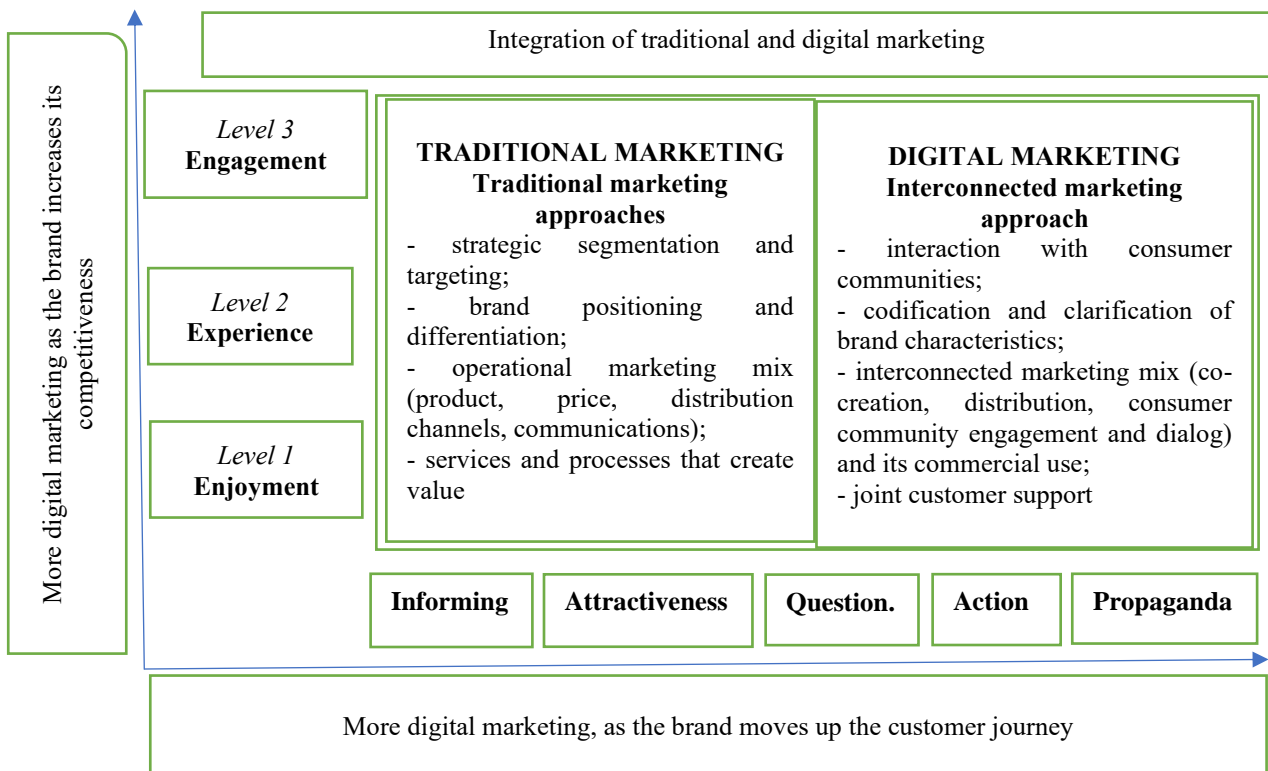 Integration of traditional and digital marketing
More digital marketing as the brand increases its
competitiveness
Level 3
Engagement
Level 2
Experience
Level 1
Enjoyment
TRADITIONAL MARKETING
Traditional marketing
approaches
- strategic segmentation and
targeting;
- brand positioning and
differentiation;
- operational marketing mix
(product, price, distribution
channels, communications);
- services and processes that create
value
DIGITAL MARKETING
Interconnected marketing
approach
- interaction with consumer
communities;
- codification and clarification of
brand characteristics;
- interconnected marketing mix (co-
creation, distribution, consumer
community engagement and dialog)
and its commercial use;
- joint customer support
Informing
Attractiveness
Question.
Action
Propaganda
More digital marketing, as the brand moves up the customer journey